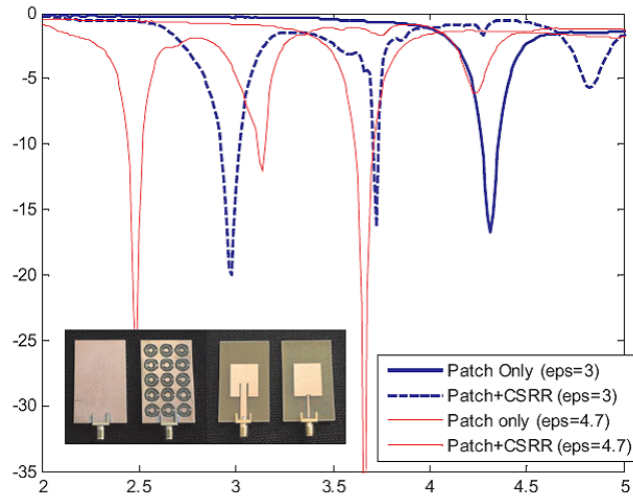 0
-5
-10
-15
-20
-25
-30
-35
2 2.5 3 3.5 4 4.5 5
Patch Only (eps=3)
Patch+CSRR (eps=3)
Patch only (eps=4.7)
Patch+CSRR (eps=4.7)